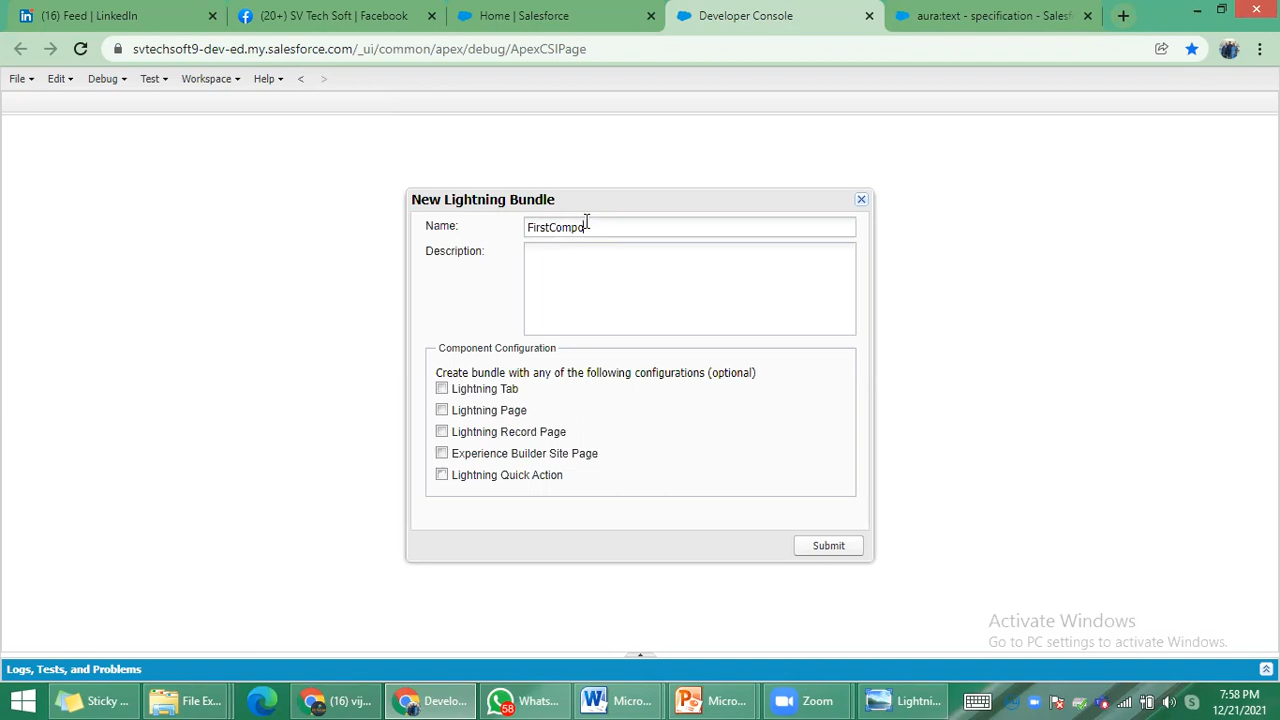 (16) Feed | LinkedIn
(20+) SV Tech Soft | Facebook
Home | Salesforce
Developer Console
aura:text - specification - Salesf
svtechsoft9-dev-ed.my.salesforce.com/_ui/common/apex/debug/ApexCSIPage
File Edit Debug Test Workspace Help < >
New Lightning Bundle
Name: FirstCompo
Description:
Component Configuration
Create bundle with any of the following configurations (optional)
Lightning Tab
Lightning Page
Lightning Record Page
Experience Builder Site Page
Lightning Quick Action
Submit
Activate Windows
Go to PC settings to activate Windows.
Logs, Tests, and Problems
Sticky ...
File Ex...
(16) vij...
Develo...
58
Whats...
Micro...
Micro...
Zoom
Lightni...
7:58 PM
12/21/2021